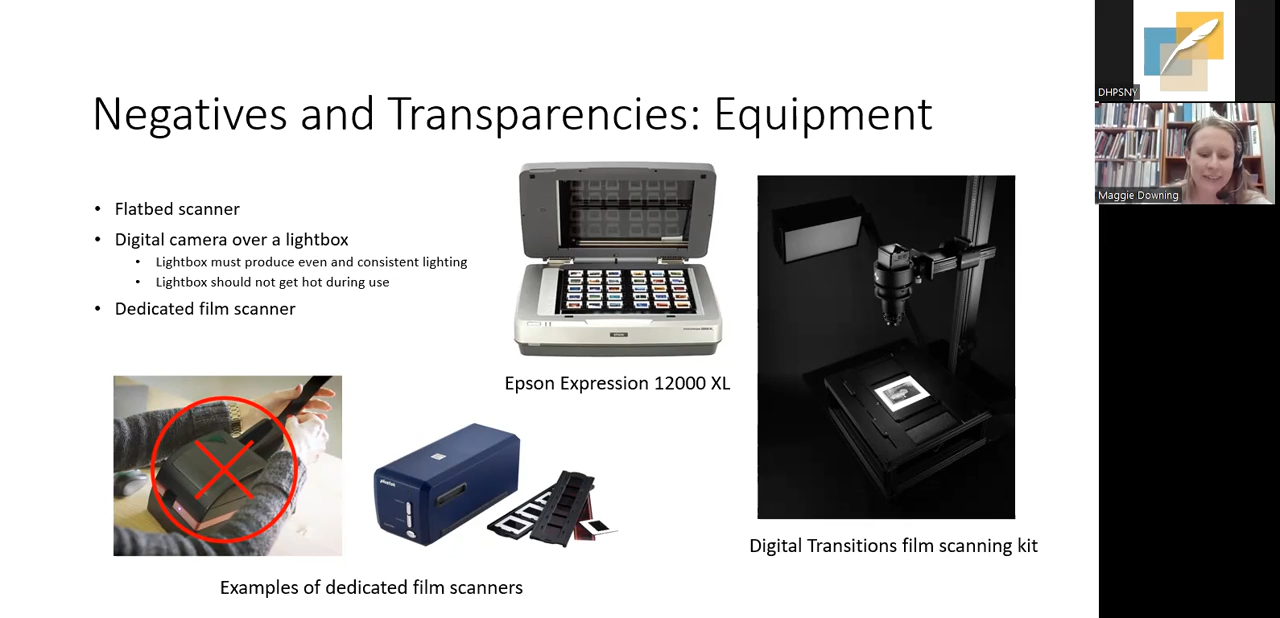 Negatives and Transparencies: Equipment
• Flatbed scanner
• Digital camera over a lightbox
• Lightbox must produce even and consistent lighting
• Lightbox should not get hot during use
• Dedicated film scanner
Epson Expression 12000 XL
Digital Transitions film scanning kit
Examples of dedicated film scanners
plustek
EPSON
DHPSNY
Maggie Downing